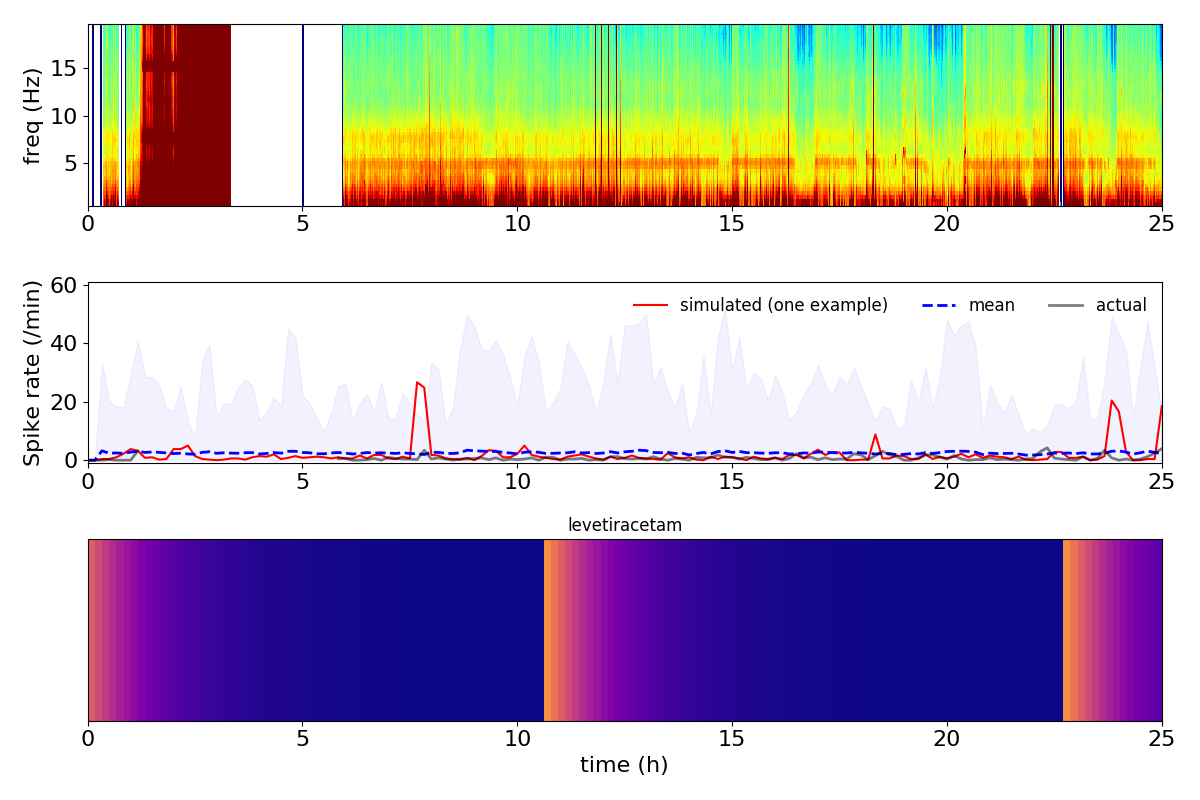 freq (Hz)
15
10
5
0 5 10 15 20 25
Spike rate (/min)
60
40
20
0
simulated (one example) mean actual
0 5 10 15 20 25
levetiracetam
0 5 10 15 20 25
time (h)